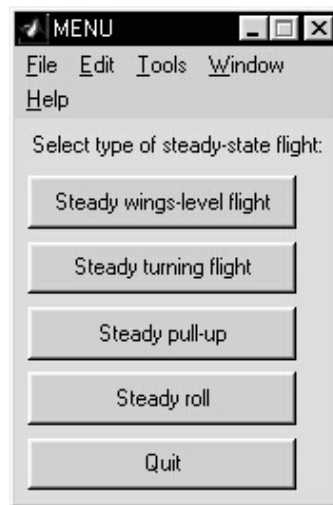 MENU
File Edit Tools Window
Help
Select type of steady-state flight:
Steady wings-level flight
Steady turning flight
Steady pull-up
Steady roll
Quit